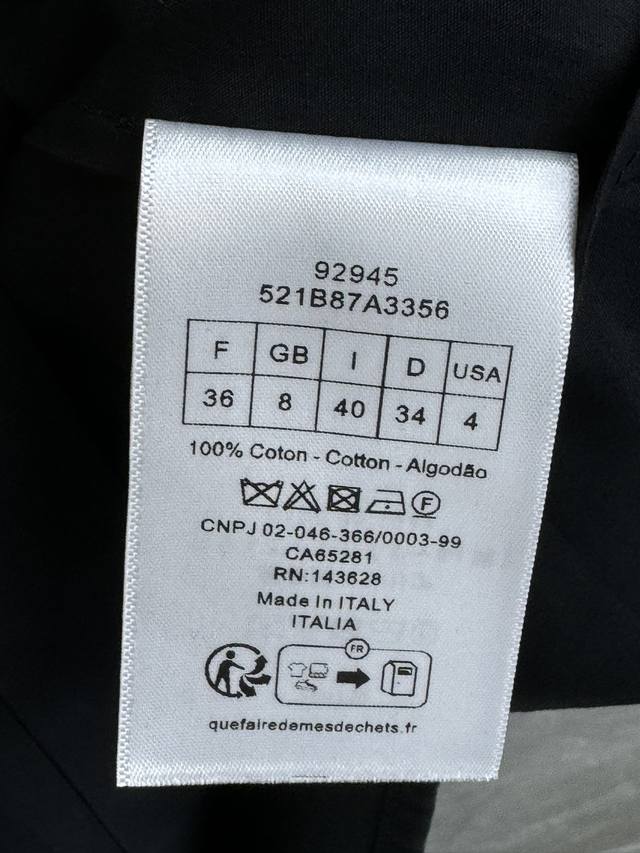 92945
521B87A3356
F GB I D USA
36 8 40 34 4
100% Coton - Cotton - Algodão
F
CNPJ 02-046-366/0003-99
CA65281
RN:143628
Made In ITALY
ITALIA
FR
quefairedemesdechets.fr